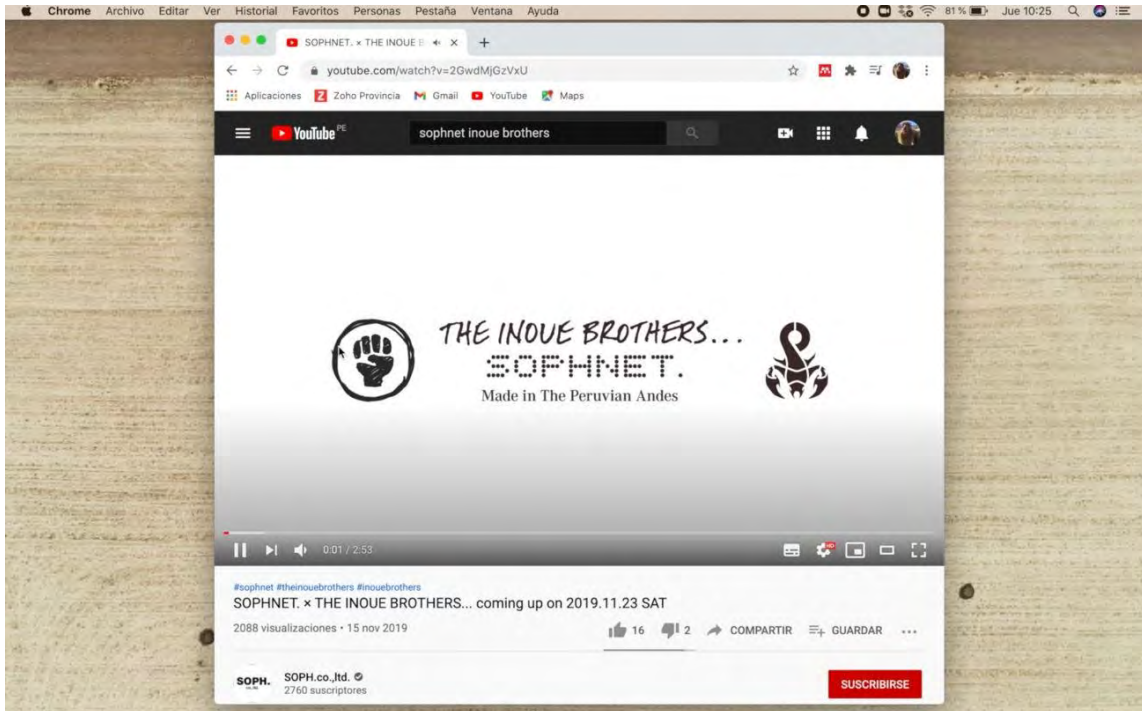 Chrome Archivo Editar Ver Historial Favoritos Personas Pestaña Ventana Ayuda 81 % Jue 10:25
SOPHNET. × THE INOUE B
youtube.com/watch?v=2GwdMjGzVxU
Aplicaciones Zoho Provincia Gmail YouTube Maps
YouTube PE sophnet inoue brothers
THE INOUE BROTHERS...
SOPHNET.
Made in The Peruvian Andes
0:01 / 2:53 HD
#sophnet #theinouebrothers #inouebrothers
SOPHNET. × THE INOUE BROTHERS... coming up on 2019.11.23 SAT
2088 visualizaciones • 15 nov 2019 16 2 COMPARTIR GUARDAR
SOPH. SOPH.co.,ltd.
2760 suscriptores
SUSCRIBIRSE